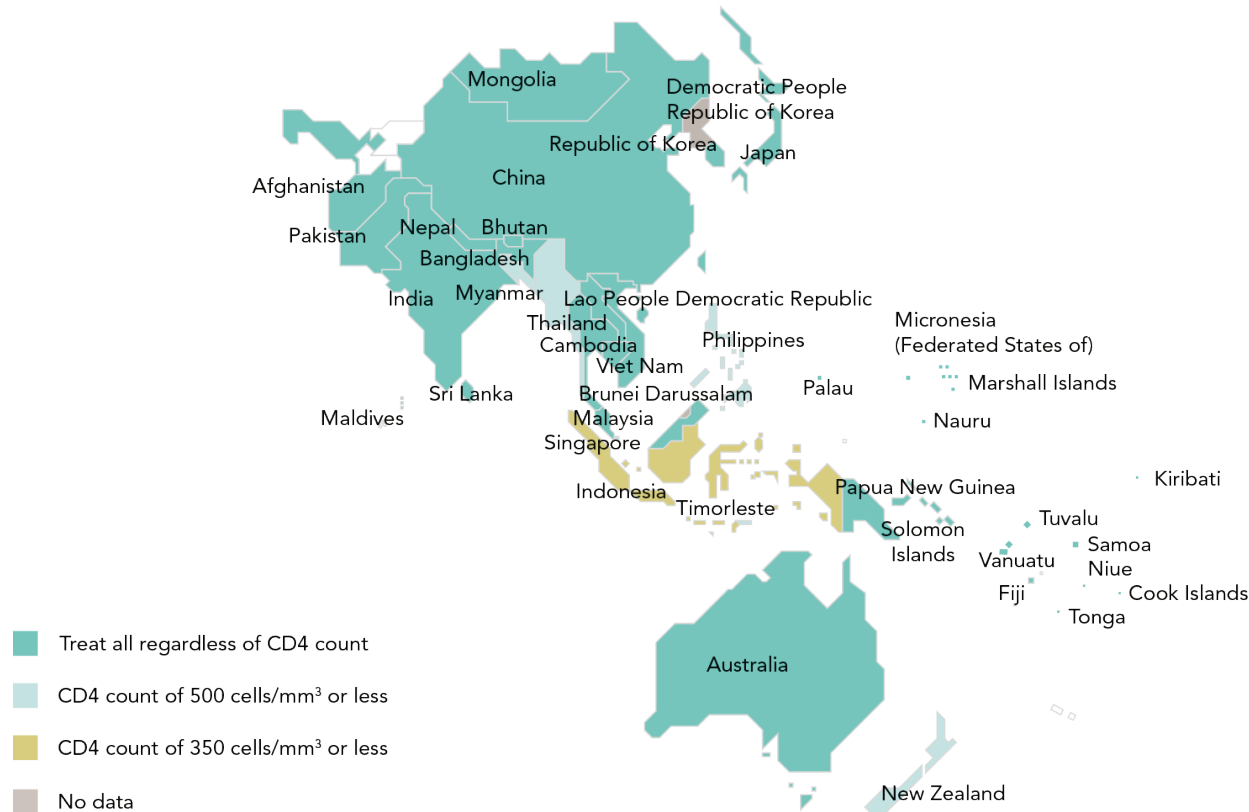 Mongolia
Democratic People
Republic of Korea
Republic of Korea
Japan
China
Afghanistan
Pakistan
Nepal
Bhutan
Bangladesh
India
Myanmar
Lao People Democratic Republic
Thailand
Cambodia
Philippines
Viet Nam
Micronesia
(Federated States of)
Marshall Islands
Palau
Sri Lanka
Brunei Darussalam
Maldives
Malaysia
Nauru
Singapore
Kiribati
Indonesia
Papua New Guinea
Timorleste
Solomon
Islands
Tuvalu
Vanuatu
Samoa
Niue
Fiji
Cook Islands
Tonga
Australia
New Zealand
Treat all regardless of CD4 count
CD4 count of 500 cells/mm³ or less
CD4 count of 350 cells/mm³ or less
No data